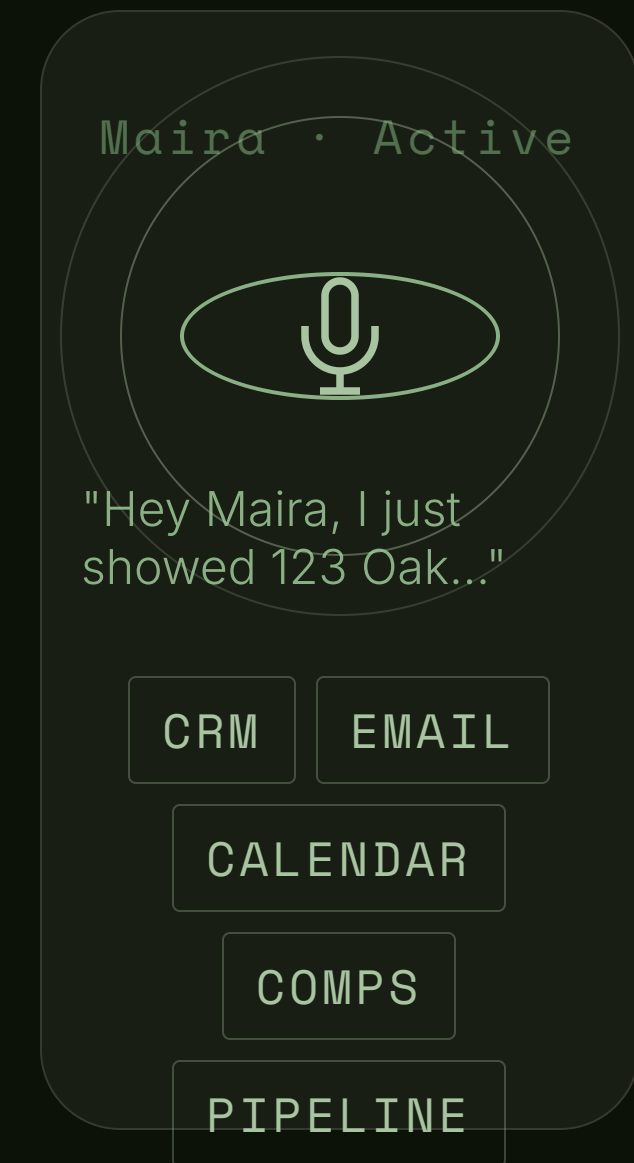 Maira · Active
"Hey Maira, I just
showed 123 Oak..."
CRM EMAIL
CALENDAR
COMPS
PIPELINE